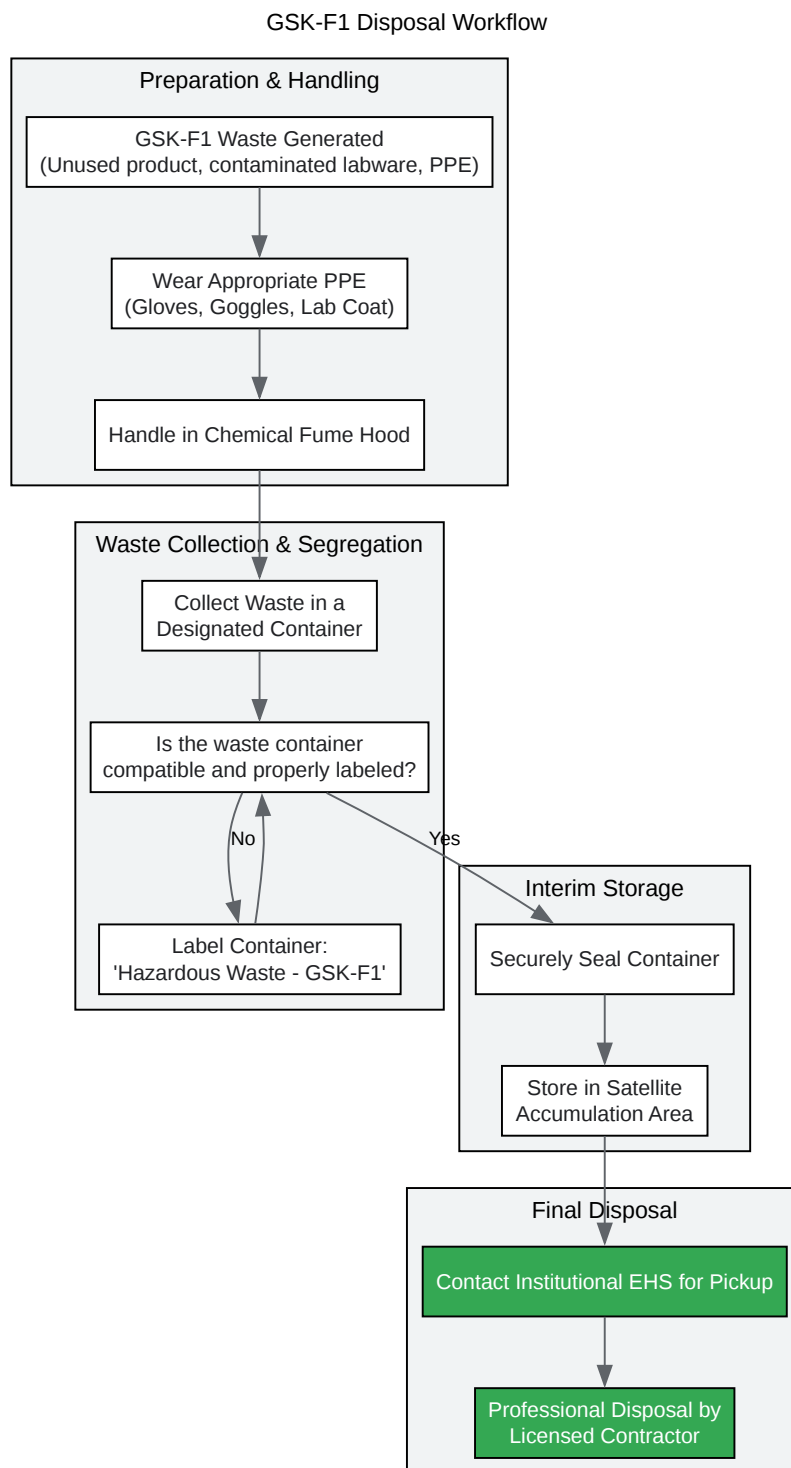 GSK-F1 Disposal Workflow
Preparation & Handling
GSK-F1 Waste Generated
(Unused product, contaminated labware, PPE)
Wear Appropriate PPE
(Gloves, Goggles, Lab Coat)
Handle in Chemical Fume Hood
Waste Collection & Segregation
Collect Waste in a
Designated Container
Is the waste container
compatible and properly labeled?
No
Yes
Label Container:
'Hazardous Waste - GSK-F1'
Interim Storage
Securely Seal Container
Store in Satellite
Accumulation Area
Final Disposal
Contact Institutional EHS for Pickup
Professional Disposal by
Licensed Contractor